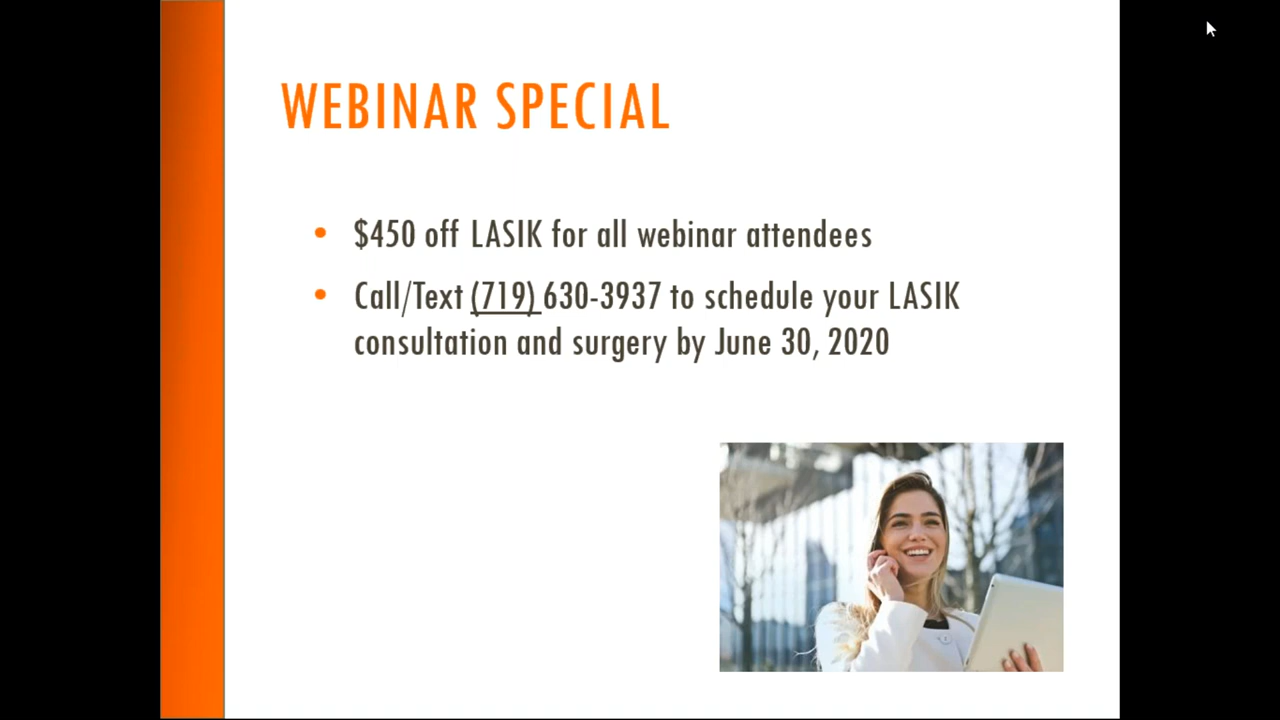 WEBINAR SPECIAL
• $450 off LASIK for all webinar attendees
• Call/Text (719) 630-3937 to schedule your LASIK
consultation and surgery by June 30, 2020